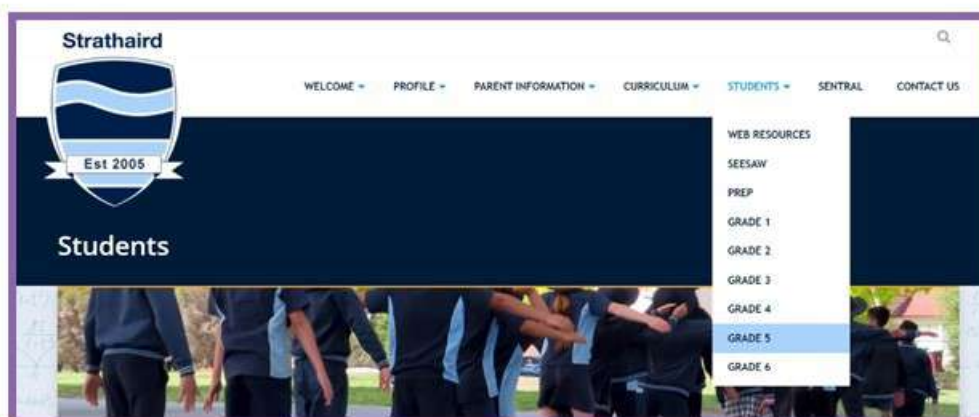 Strathaird
Est 2005
WELCOME PROFILE PARENT INFORMATION CURRICULUM STUDENTS SENTRAL CONTACT US
WEB RESOURCES
SEESAW
PREP
GRADE 1
GRADE 2
GRADE 3
GRADE 4
GRADE 5
GRADE 6
Students